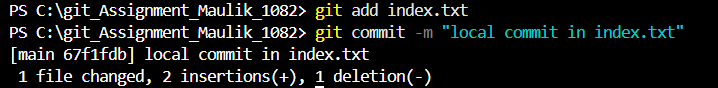 PS C:\git_Assignment_Maulik_1082> git add index.txt
PS C:\git_Assignment_Maulik_1082> git commit -m "local commit in index.txt"
[main 67f1fdb] local commit in index.txt
 1 file changed, 2 insertions(+), 1 deletion(-)